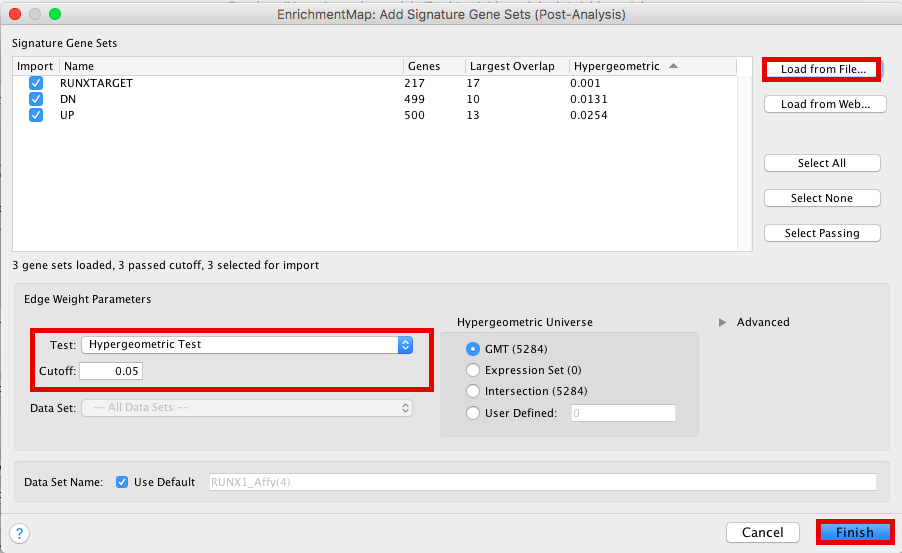 EnrichmentMap: Add Signature Gene Sets (Post-Analysis)
Signature Gene Sets
Import Name Genes Largest Overlap Hypergeometric
RUNXTARGET 217 17 0.001
DN 499 10 0.0131
UP 500 13 0.0254
Load from File...
Load from Web...
Select All
Select None
Select Passing
3 gene sets loaded, 3 passed cutoff, 3 selected for import
Edge Weight Parameters
Test: Hypergeometric Test
Cutoff: 0.05
Data Set: -- All Data Sets --
Hypergeometric Universe
GMT (5284)
Expression Set (0)
Intersection (5284)
User Defined: 0
Advanced
Data Set Name: Use Default RUNX1_Affy(4)
? Cancel Finish